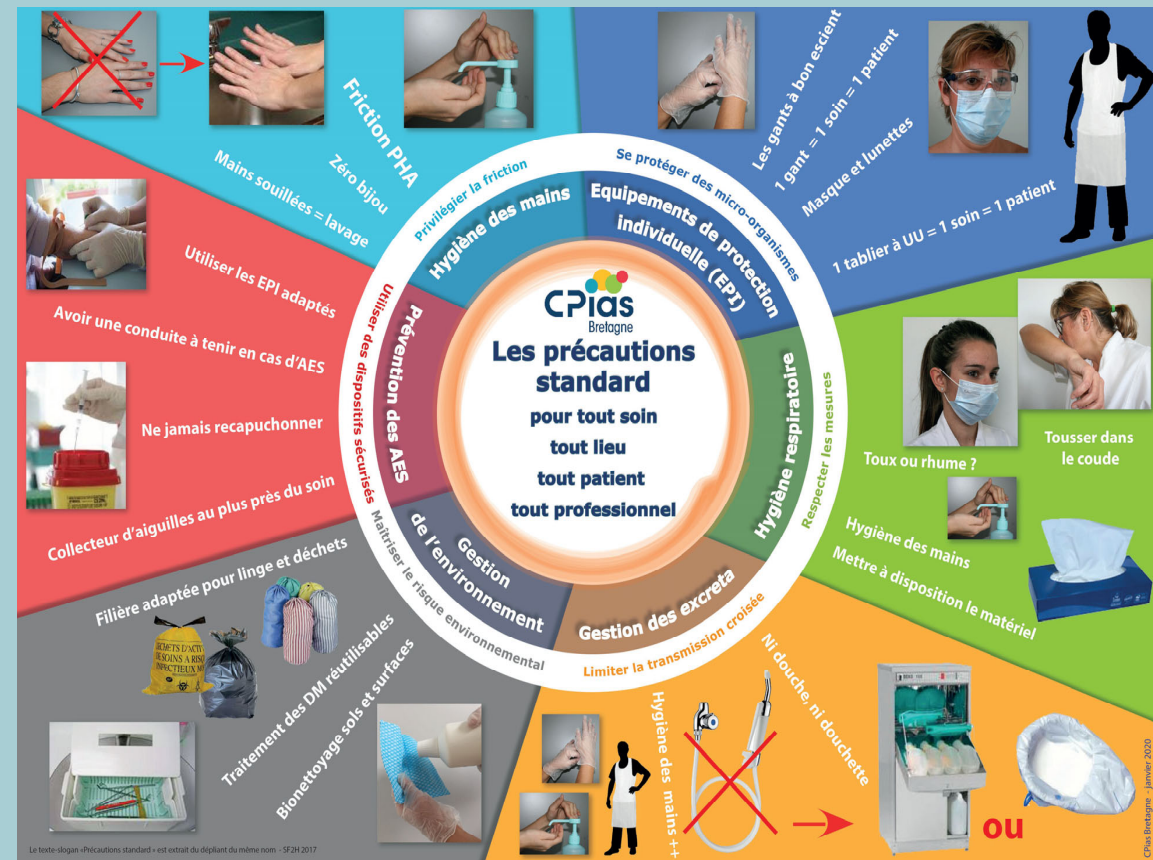 CPias
Bretagne
Les précautions
standard
pour tout soin
tout lieu
tout patient
tout professionnel
Hygiène des mains
Privilégier la friction
Friction PHA
Zéro bijou
Mains souillées = lavage
Equipements de protection
individuelle (EPI)
Se protéger des micro-organismes
Les gants à bon escient
1 gant = 1 soin = 1 patient
Masque et lunettes
1 tablier à UU = 1 soin = 1 patient
Hygiène respiratoire
Respecter les mesures
Toux ou rhume ?
Tousser dans
le coude
Hygiène des mains
Mettre à disposition le matériel
Gestion des excreta
Limiter la transmission croisée
Ni douche, ni douchette
Hygiène des mains ++
ou
Gestion
de l'environnement
Maîtriser le risque environnemental
Filière adaptée pour linge et déchets
Traitement des DM réutilisables
Bionettoyage sols et surfaces
Prévention des AES
Utiliser des dispositifs sécurisés
Utiliser les EPI adaptés
Avoir une conduite à tenir en cas d'AES
Ne jamais recapuchonner
Collecteur d'aiguilles au plus près du soin
Le texte-slogan «Précautions standard» est extrait du dépliant du même nom - SF2H 2017
CPias Bretagne - janvier 2020